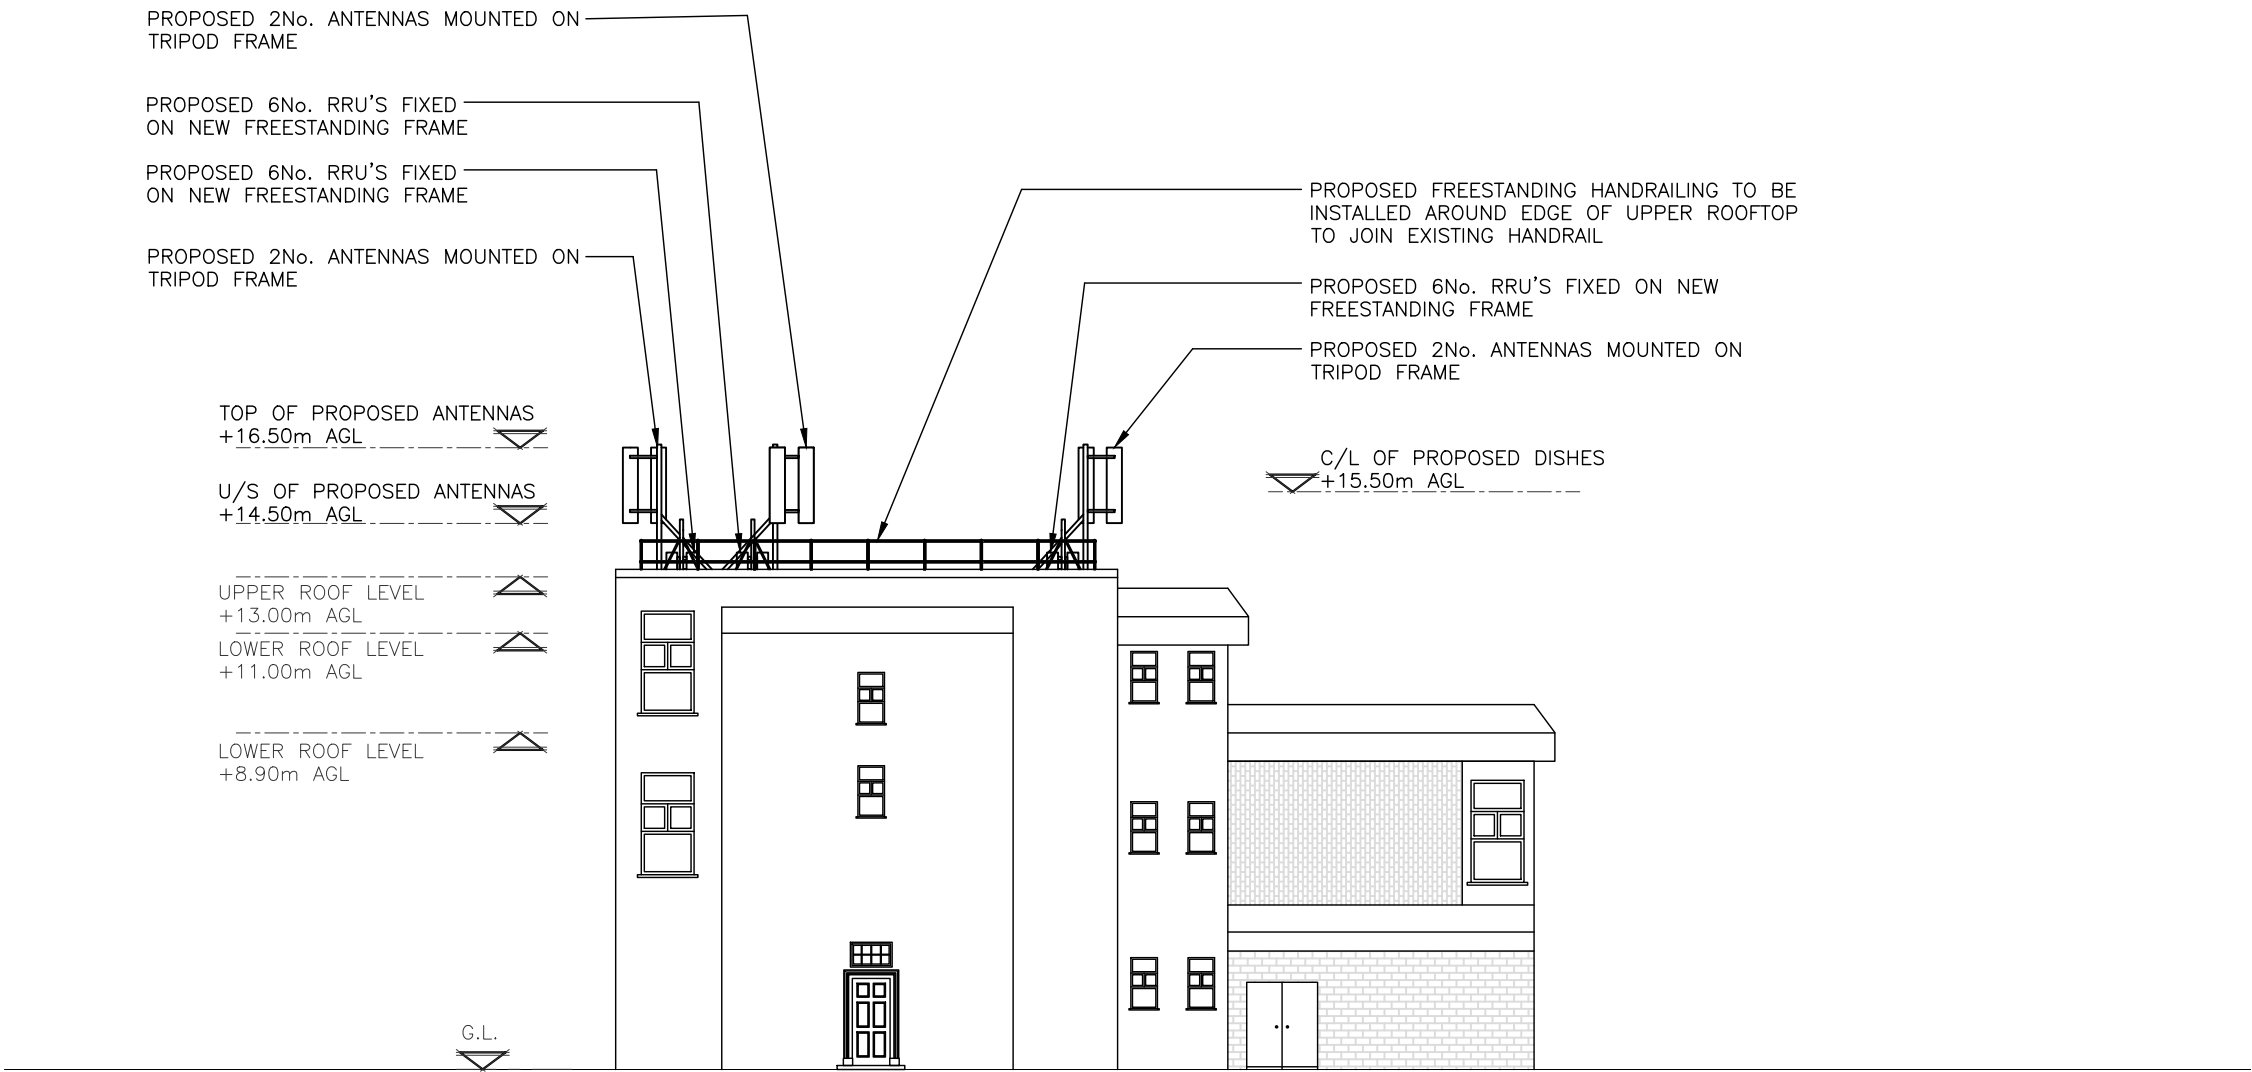 PROPOSED 2No. ANTENNAS MOUNTED ON
TRIPOD FRAME
PROPOSED 6No. RRU'S FIXED
ON NEW FREESTANDING FRAME
PROPOSED 6No. RRU'S FIXED
ON NEW FREESTANDING FRAME
PROPOSED 2No. ANTENNAS MOUNTED ON
TRIPOD FRAME
PROPOSED FREESTANDING HANDRAILING TO BE
INSTALLED AROUND EDGE OF UPPER ROOFTOP
TO JOIN EXISTING HANDRAIL
PROPOSED 6No. RRU'S FIXED ON NEW
FREESTANDING FRAME
PROPOSED 2No. ANTENNAS MOUNTED ON
TRIPOD FRAME
TOP OF PROPOSED ANTENNAS
+16.50m AGL
C/L OF PROPOSED DISHES
+15.50m AGL
U/S OF PROPOSED ANTENNAS
+14.50m AGL
UPPER ROOF LEVEL
+13.00m AGL
LOWER ROOF LEVEL
+11.00m AGL
LOWER ROOF LEVEL
+8.90m AGL
G.L.